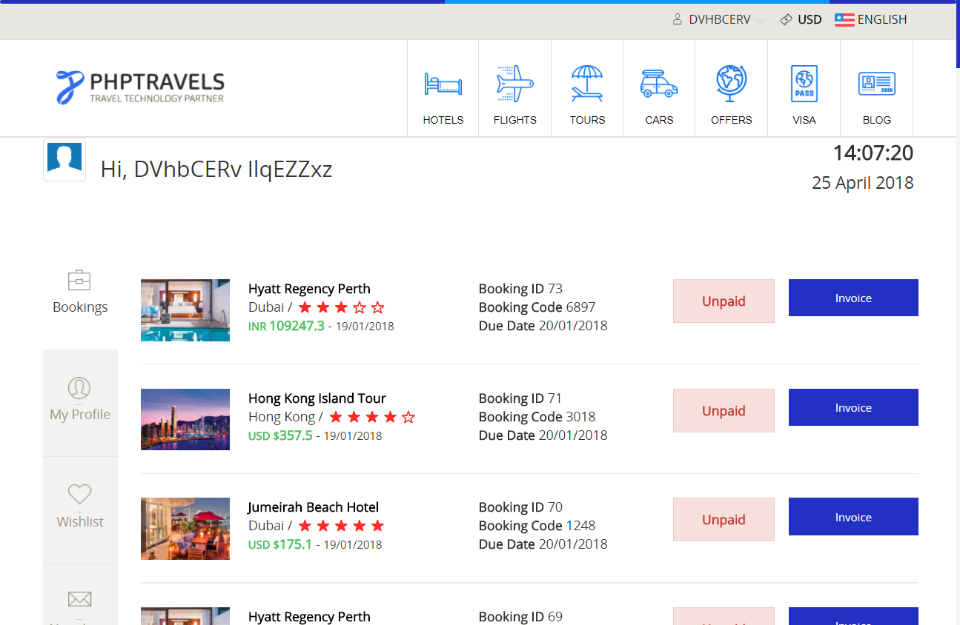 DVHBCERV
USD
ENGLISH
PHPTRAVELS
TRAVEL TECHNOLOGY PARTNER
HOTELS
FLIGHTS
TOURS
CARS
OFFERS
PASS
VISA
BLOG
Hi, DVhbCERv IlqEZZxz
14:07:20
25 April 2018
Bookings
My Profile
Wishlist
Hyatt Regency Perth
Dubai /
INR 109247.3 - 19/01/2018
Booking ID 73
Booking Code 6897
Due Date 20/01/2018
Unpaid
Invoice
Hong Kong Island Tour
Hong Kong /
USD $357.5 - 19/01/2018
Booking ID 71
Booking Code 3018
Due Date 20/01/2018
Unpaid
Invoice
Jumeirah Beach Hotel
Dubai /
USD $175.1 - 19/01/2018
Booking ID 70
Booking Code 1248
Due Date 20/01/2018
Unpaid
Invoice
Hyatt Regency Perth
Booking ID 69